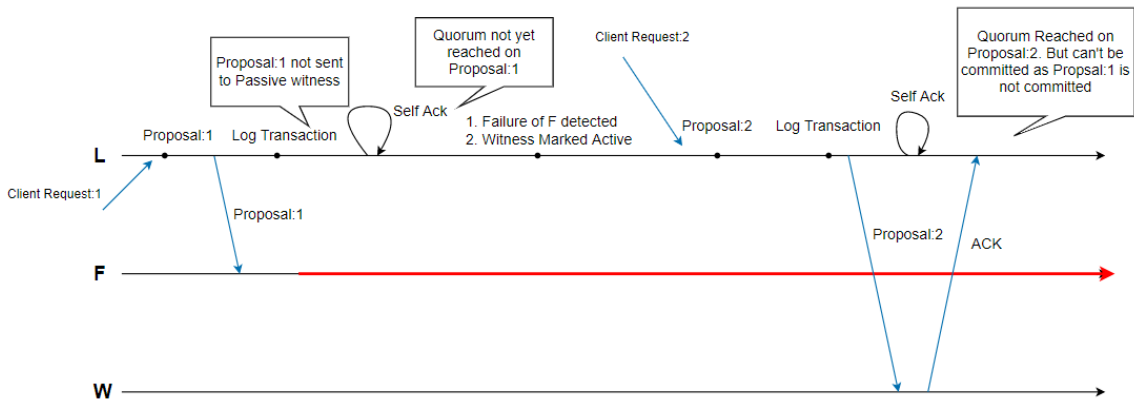 Proposal:1 not sent
to Passive witness
Quorum not yet
reached on
Proposal:1
Client Request:2
Quorum Reached on
Proposal:2. But can't be
committed as Propsal:1 is
not committed
Self Ack
Self Ack
1. Failure of F detected
2. Witness Marked Active
Proposal:1
Log Transaction
Proposal:2
Log Transaction
L
Client Request:1
Proposal:1
Proposal:2
ACK
F
W